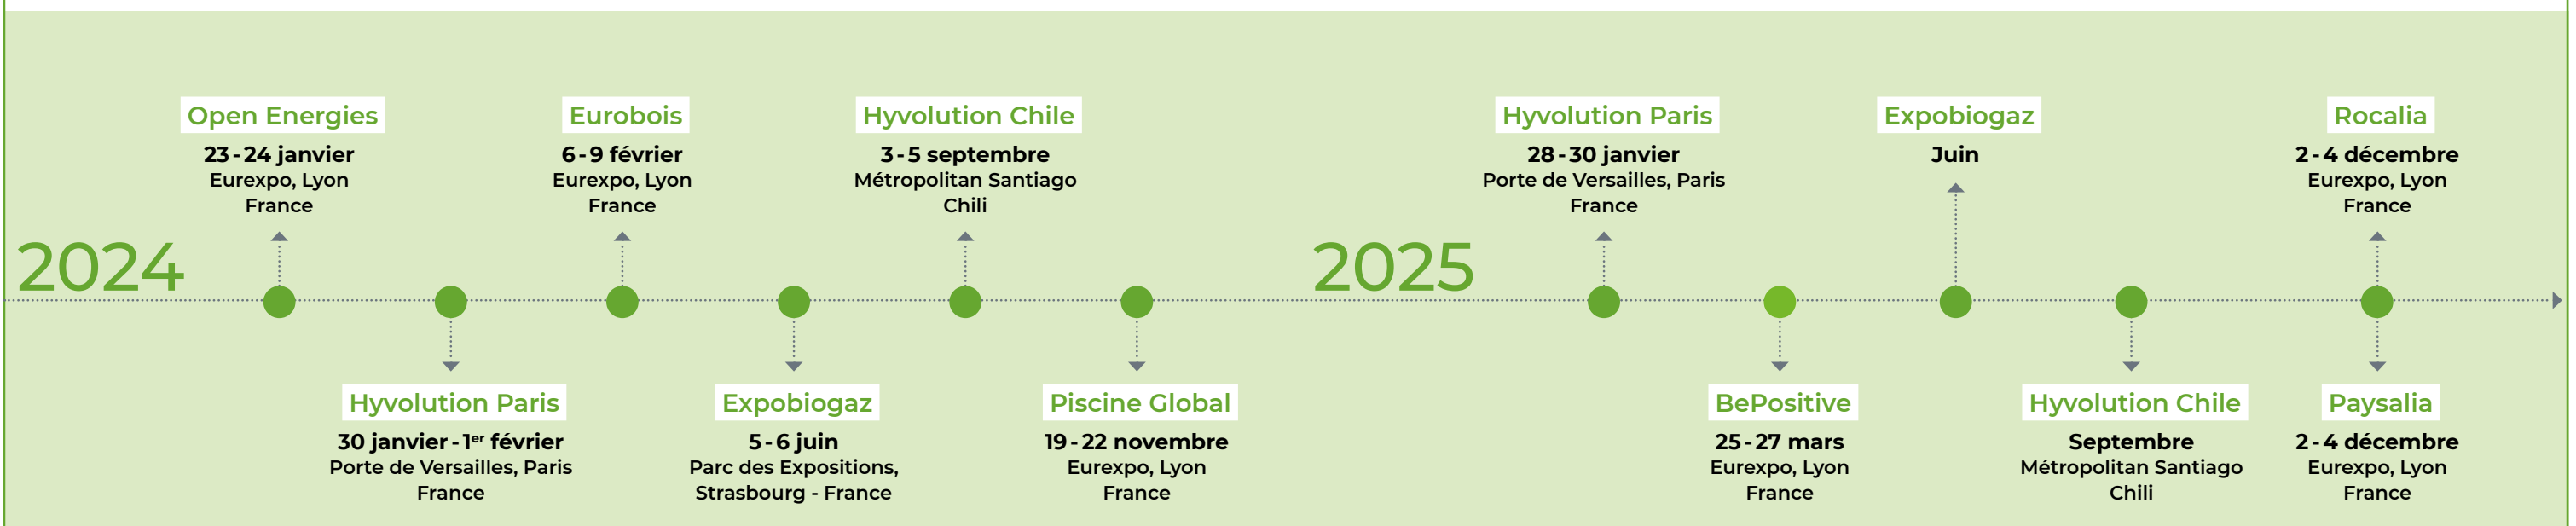 2024
Open Energies
23-24 janvier
Eurexpo, Lyon
France
Hyvolution Paris
30 janvier-1er février
Porte de Versailles, Paris
France
Eurobois
6-9 février
Eurexpo, Lyon
France
Expobiogaz
5-6 juin
Parc des Expositions,
Strasbourg - France
Hyvolution Chile
3-5 septembre
Métropolitan Santiago
Chili
Piscine Global
19-22 novembre
Eurexpo, Lyon
France
2025
Hyvolution Paris
28-30 janvier
Porte de Versailles, Paris
France
BePositive
25-27 mars
Eurexpo, Lyon
France
Expobiogaz
Juin
Hyvolution Chile
Septembre
Métropolitan Santiago
Chili
Rocalia
2-4 décembre
Eurexpo, Lyon
France
Paysalia
2-4 décembre
Eurexpo, Lyon
France